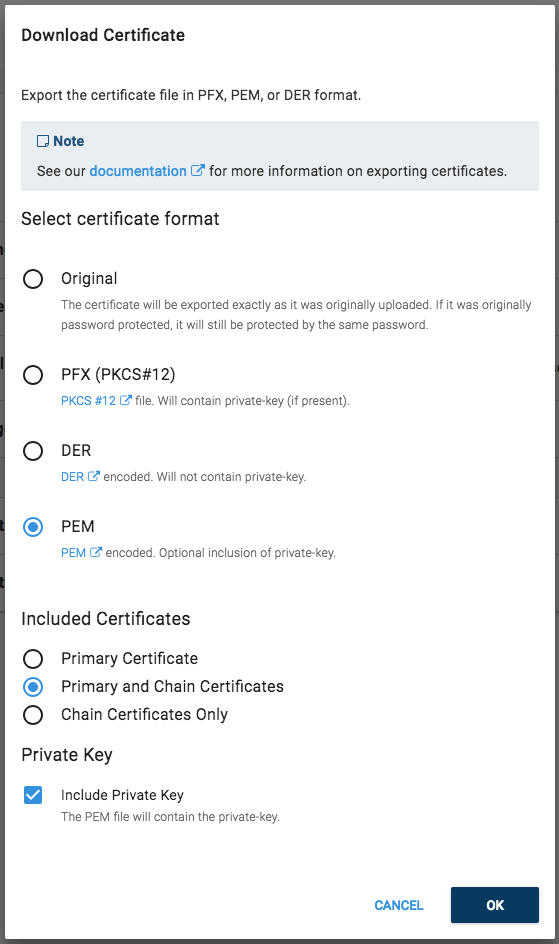 Download Certificate
Export the certificate file in PFX, PEM, or DER format.
Note
See our documentation for more information on exporting certificates.
Select certificate format
Original
The certificate will be exported exactly as it was originally uploaded. If it was originally
password protected, it will still be protected by the same password.
PFX (PKCS#12)
PKCS #12 file. Will contain private-key (if present).
DER
DER encoded. Will not contain private-key.
PEM
PEM encoded. Optional inclusion of private-key.
Included Certificates
Primary Certificate
Primary and Chain Certificates
Chain Certificates Only
Private Key
Include Private Key
The PEM file will contain the private-key.
CANCEL
OK